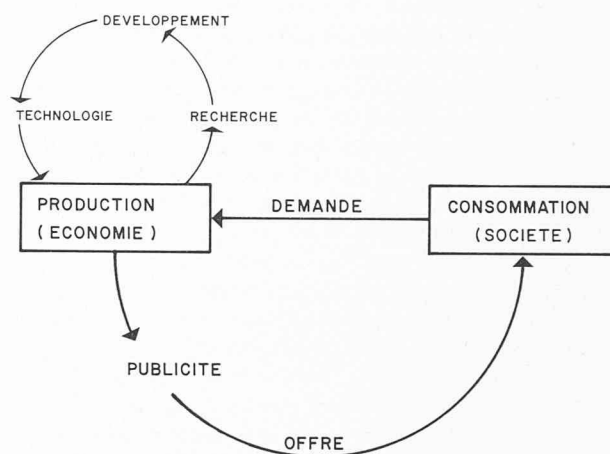 DEVELOPPEMENT
TECHNOLOGIE
RECHERCHE
PRODUCTION
(ECONOMIE)
DEMANDE
CONSOMMATION
(SOCIETE)
PUBLICITE
OFFRE